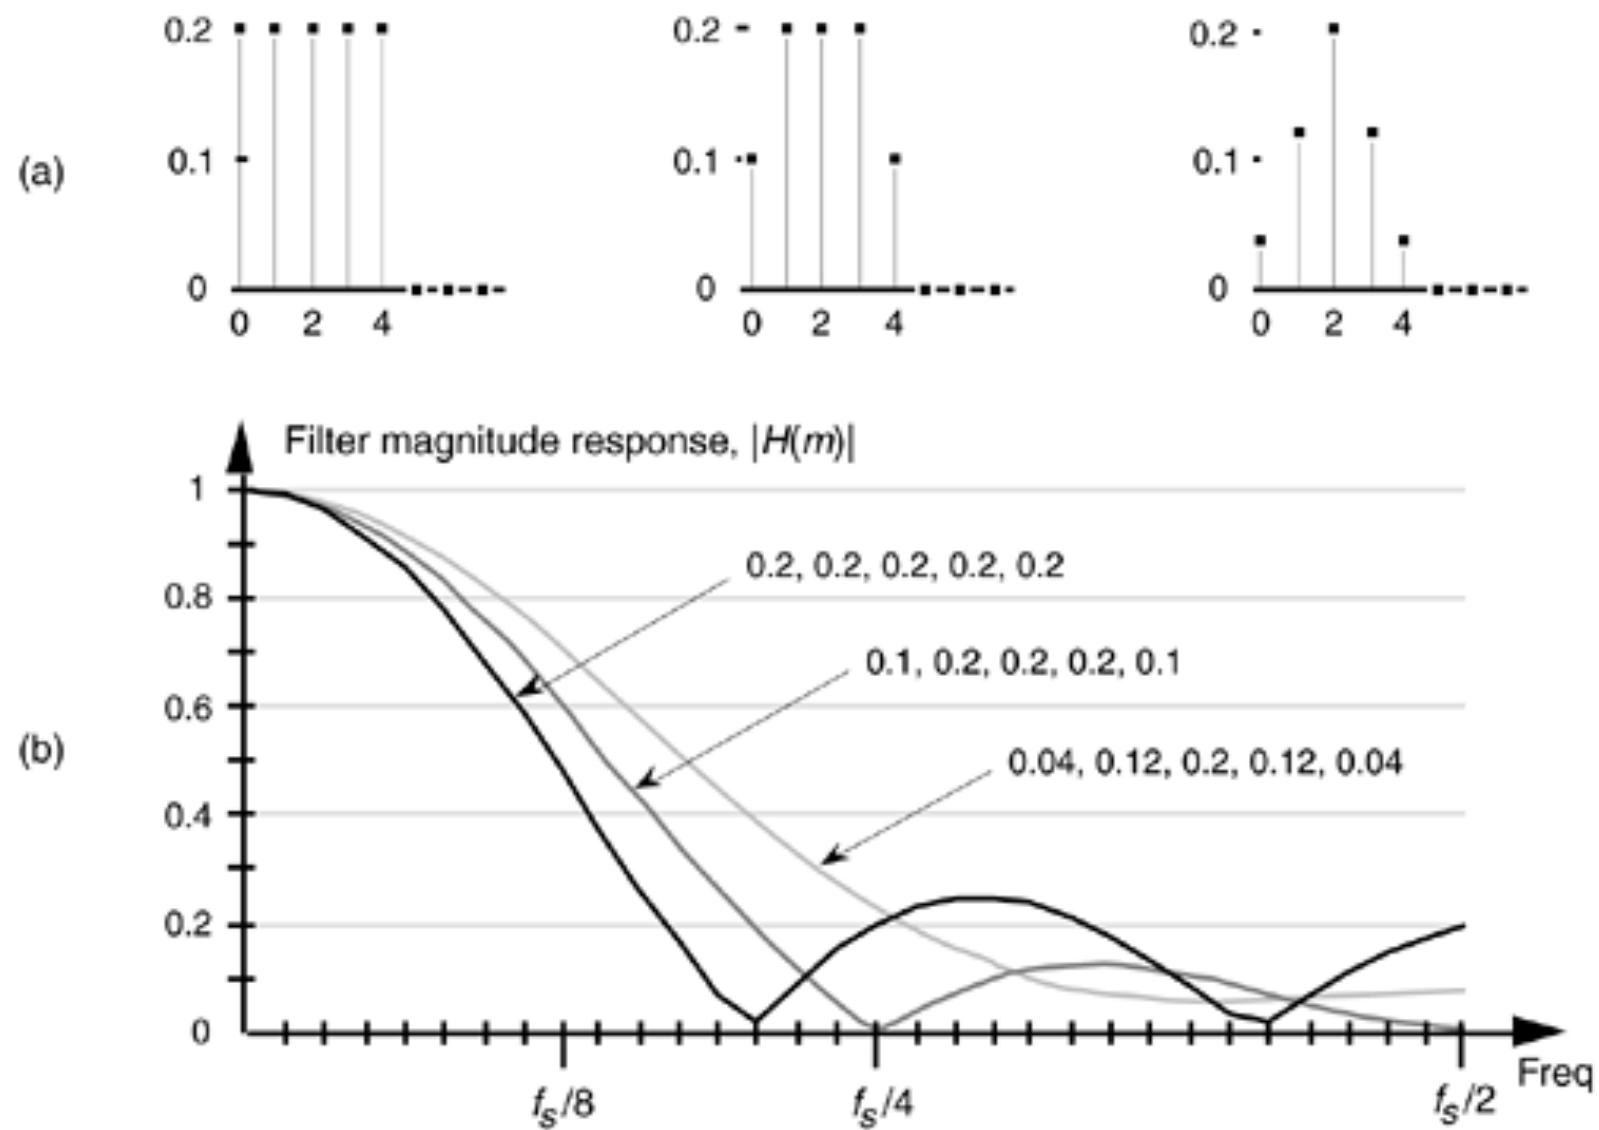 (a)
0.2
0.1
0
0 2 4
0.2
0.1
0
0 2 4
0.2
0.1
0
0 2 4
(b)
Filter magnitude response, |H(m)|
1
0.8
0.6
0.4
0.2
0
0.2, 0.2, 0.2, 0.2, 0.2
0.1, 0.2, 0.2, 0.2, 0.1
0.04, 0.12, 0.2, 0.12, 0.04
fs/8
fs/4
fs/2
Freq